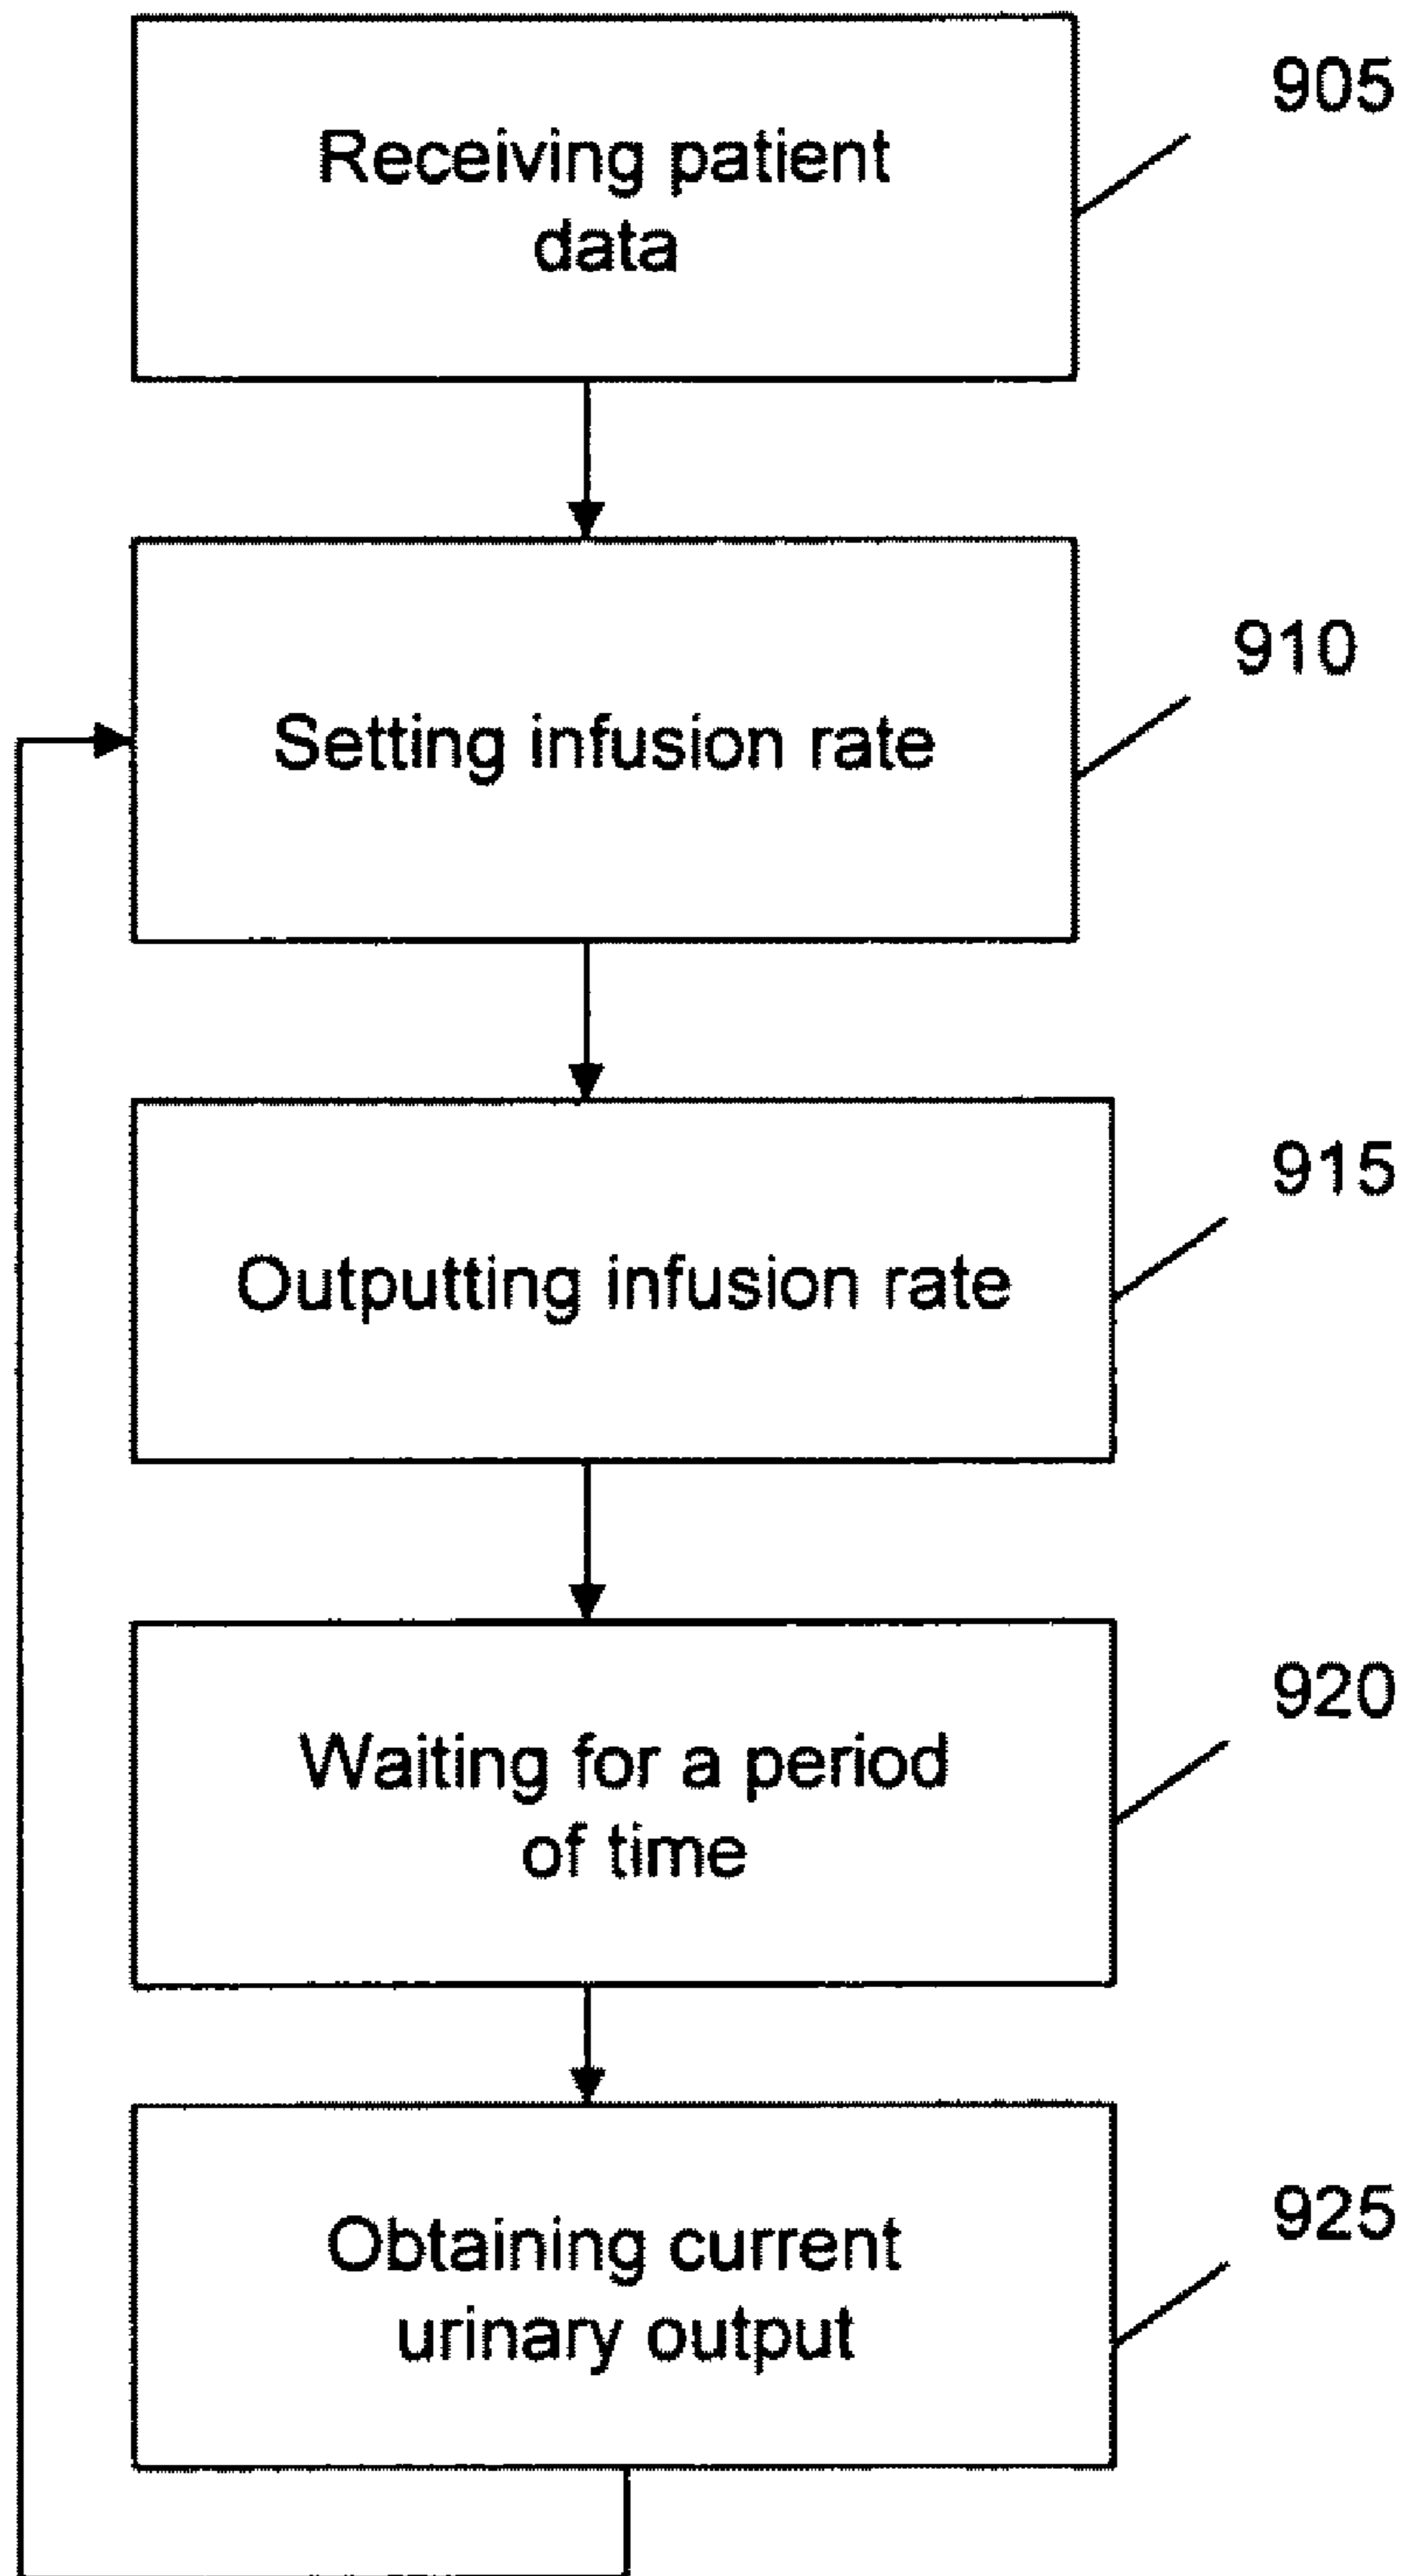 Receiving patient
data
905
Setting infusion rate
910
Outputting infusion rate
915
Waiting for a period
of time
920
Obtaining current
urinary output
925